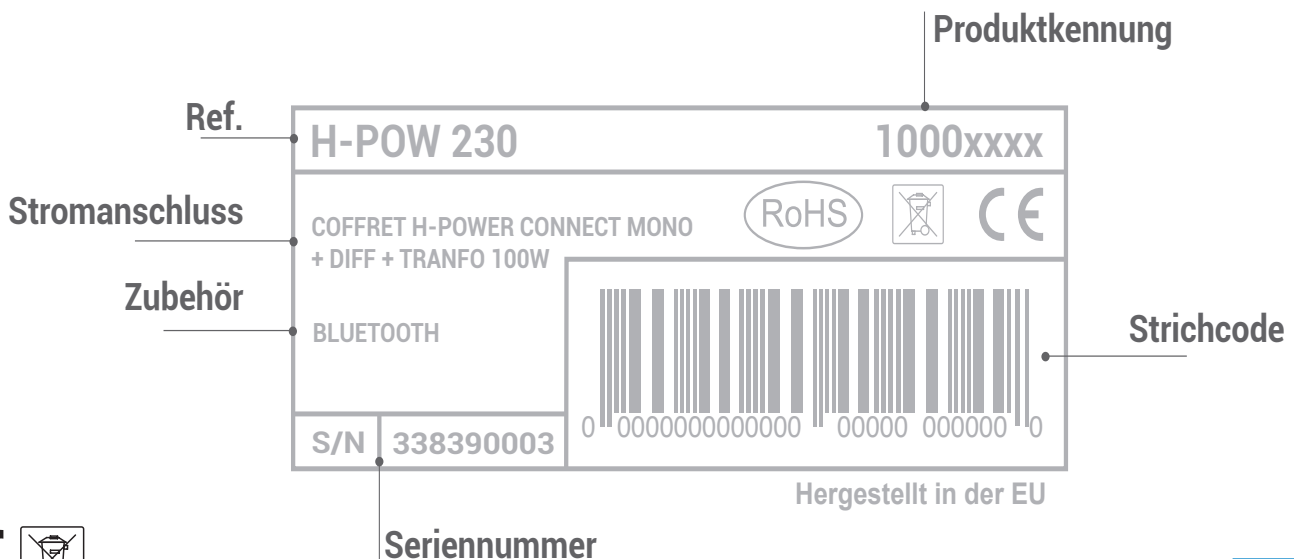 Produktkennung
Ref.
H-POW 230
1000xxxx
Stromanschluss
COFFRET H-POWER CONNECT MONO
+ DIFF + TRANFO 100W
RoHS
CE
Zubehör
BLUETOOTH
Strichcode
0 0000000000000 00000 000000 0
S/N
338390003
Hergestellt in der EU
Seriennummer